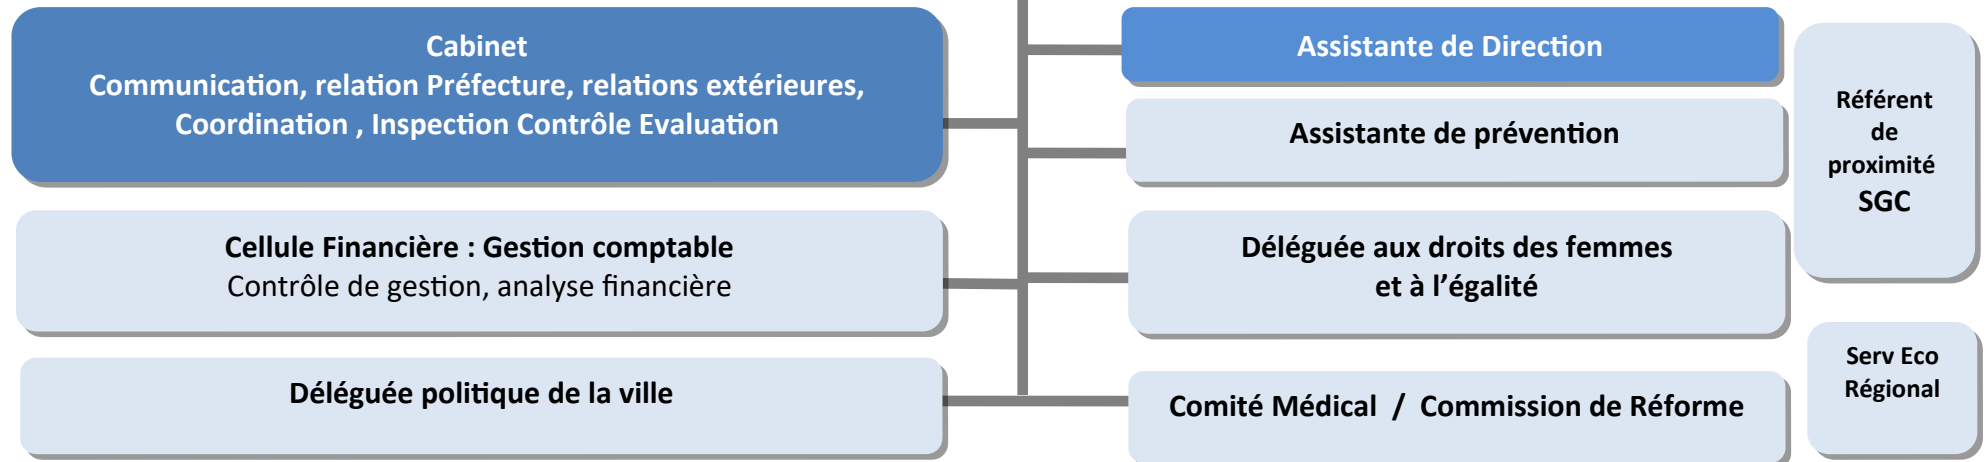 Cabinet
Communication, relation Préfecture, relations extérieures,
Coordination , Inspection Contrôle Evaluation
Cellule Financière : Gestion comptable
Contrôle de gestion, analyse financière
Déléguée politique de la ville
Assistante de Direction
Assistante de prévention
Déléguée aux droits des femmes
et à l’égalité
Comité Médical / Commission de Réforme
Référent
de
proximité
SGC
Serv Eco
Régional